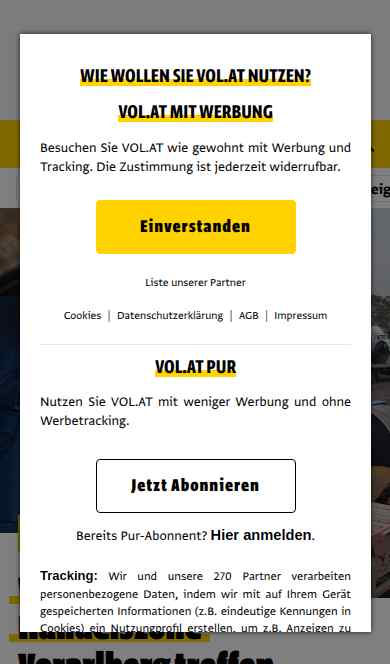 WIE WOLLEN SIE VOL.AT NUTZEN?
VOL.AT MIT WERBUNG
Besuchen Sie VOL.AT wie gewohnt mit Werbung und
Tracking. Die Zustimmung ist jederzeit widerrufbar.
Einverstanden
Liste unserer Partner
Cookies | Datenschutzerklärung | AGB | Impressum
VOL.AT PUR
Nutzen Sie VOL.AT mit weniger Werbung und ohne
Werbetracking.
Jetzt Abonnieren
Bereits Pur-Abonnent? Hier anmelden.
Tracking: Wir und unsere 270 Partner verarbeiten
personenbezogene Daten, indem wir mit auf Ihrem Gerät
gespeicherten Informationen (z.B. eindeutige Kennungen in
Cookies) ein Nutzungsprofil erstellen, um z.B. Anzeigen zu
Vorarlberg treffen